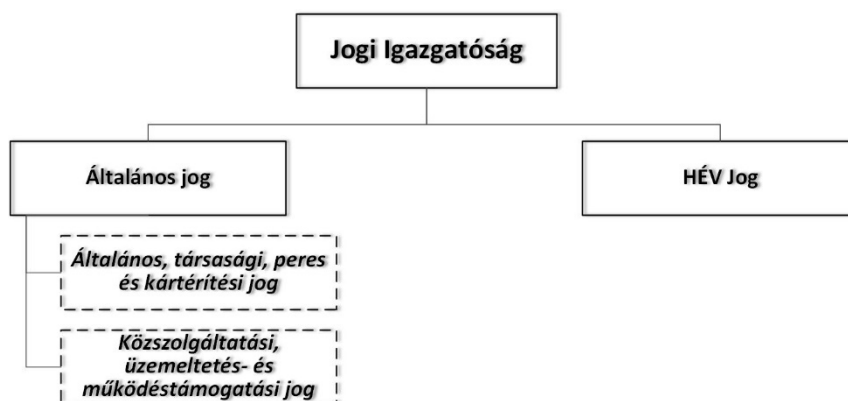 Jogi Igazgatóság
Általános jog
HÉV Jog
Általános, társasági, peres
és kártérítési jog
Közszolgáltatási,
üzemeltetés- és
működéstámogatási jog